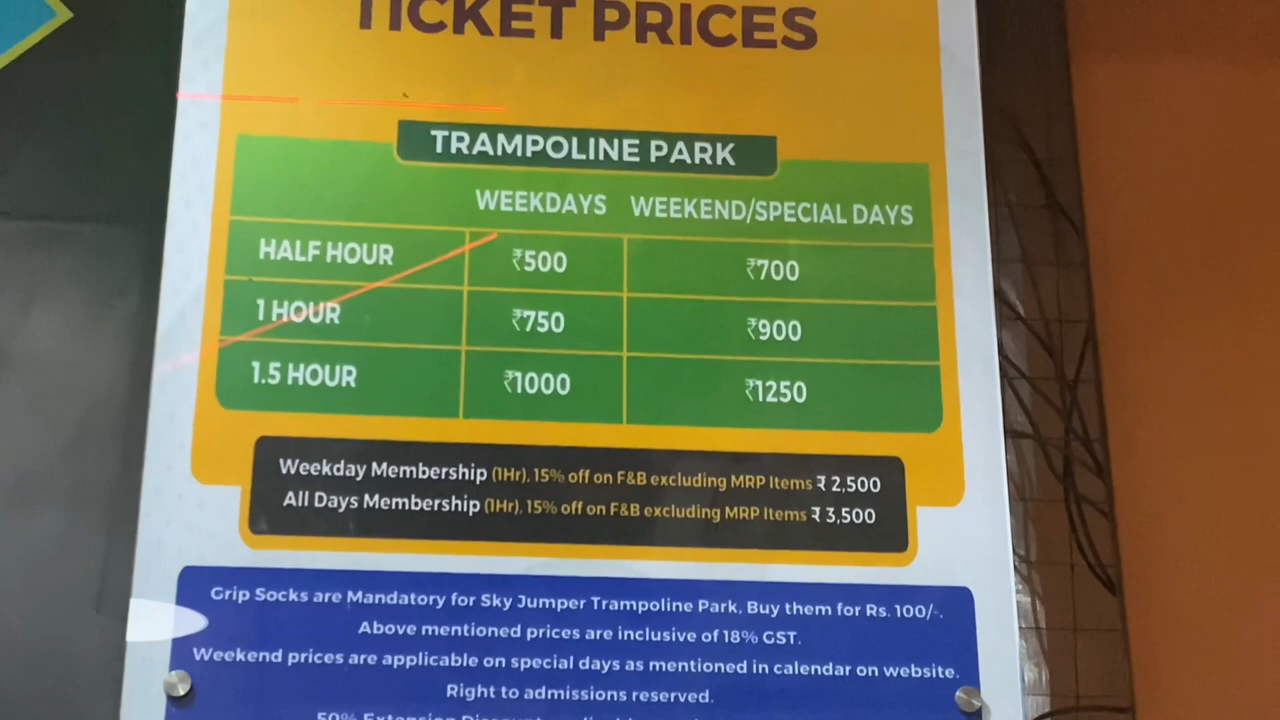 TICKET PRICES
TRAMPOLINE PARK
WEEKDAYS WEEKEND/SPECIAL DAYS
HALF HOUR ₹500 ₹700
1 HOUR ₹750 ₹900
1.5 HOUR ₹1000 ₹1250
Weekday Membership (1Hr), 15% off on F&B excluding MRP Items ₹ 2,500
All Days Membership (1Hr), 15% off on F&B excluding MRP Items ₹ 3,500
Grip Socks are Mandatory for Sky Jumper Trampoline Park, Buy them for Rs. 100/-.
Above mentioned prices are inclusive of 18% GST.
Weekend prices are applicable on special days as mentioned in calendar on website.
Right to admissions reserved.
50% Extension Discount